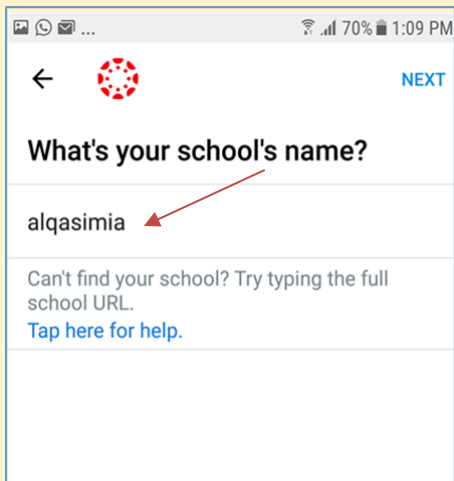 ... 70% 1:09 PM
NEXT
What's your school's name?
alqasimia
Can't find your school? Try typing the full
school URL.
Tap here for help.